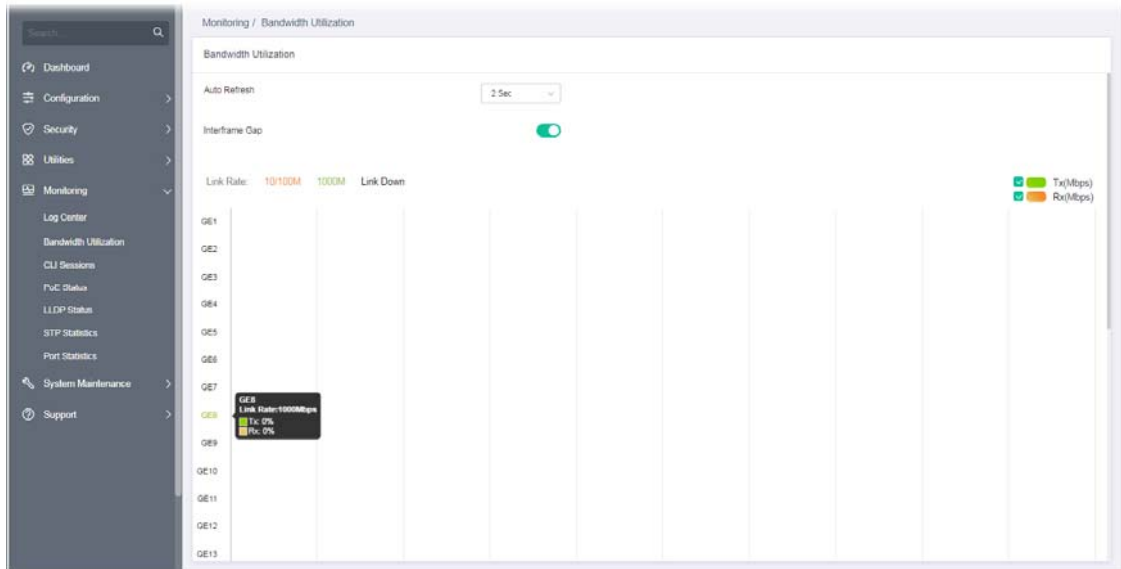 Search...
Dashboard
Configuration
Security
Utilities
Monitoring
Log Center
Bandwidth Utilization
CLI Sessions
PoE Status
LLDP Status
STP Statistics
Port Statistics
System Maintenance
Support
Monitoring / Bandwidth Utilization
Bandwidth Utilization
Auto Refresh 2 Sec
Interframe Gap
Link Rate: 10/100M 1000M Link Down
Tx(Mbps)
Rx(Mbps)
GE1
GE2
GE3
GE4
GE5
GE6
GE7
GE8
GE8
Link Rate:1000Mbps
Tx: 0%
Rx: 0%
GE9
GE10
GE11
GE12
GE13